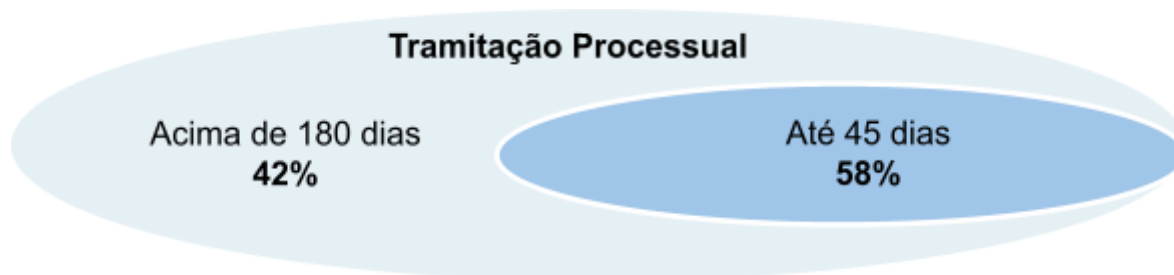 Tramitação Processual
Acima de 180 dias
42%
Até 45 dias
58%